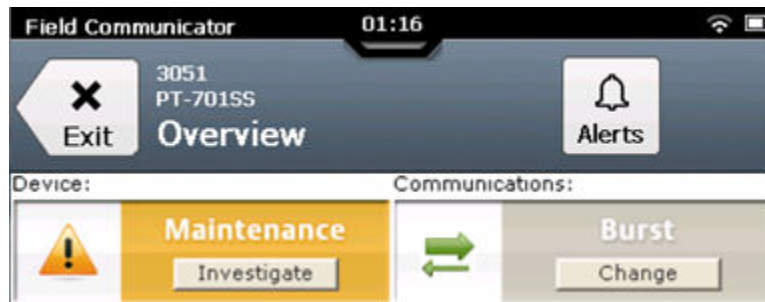 Field Communicator 01:16
3051
PT-701SS
Overview
Exit
Alerts
Device:
Communications:
Maintenance
Investigate
Burst
Change